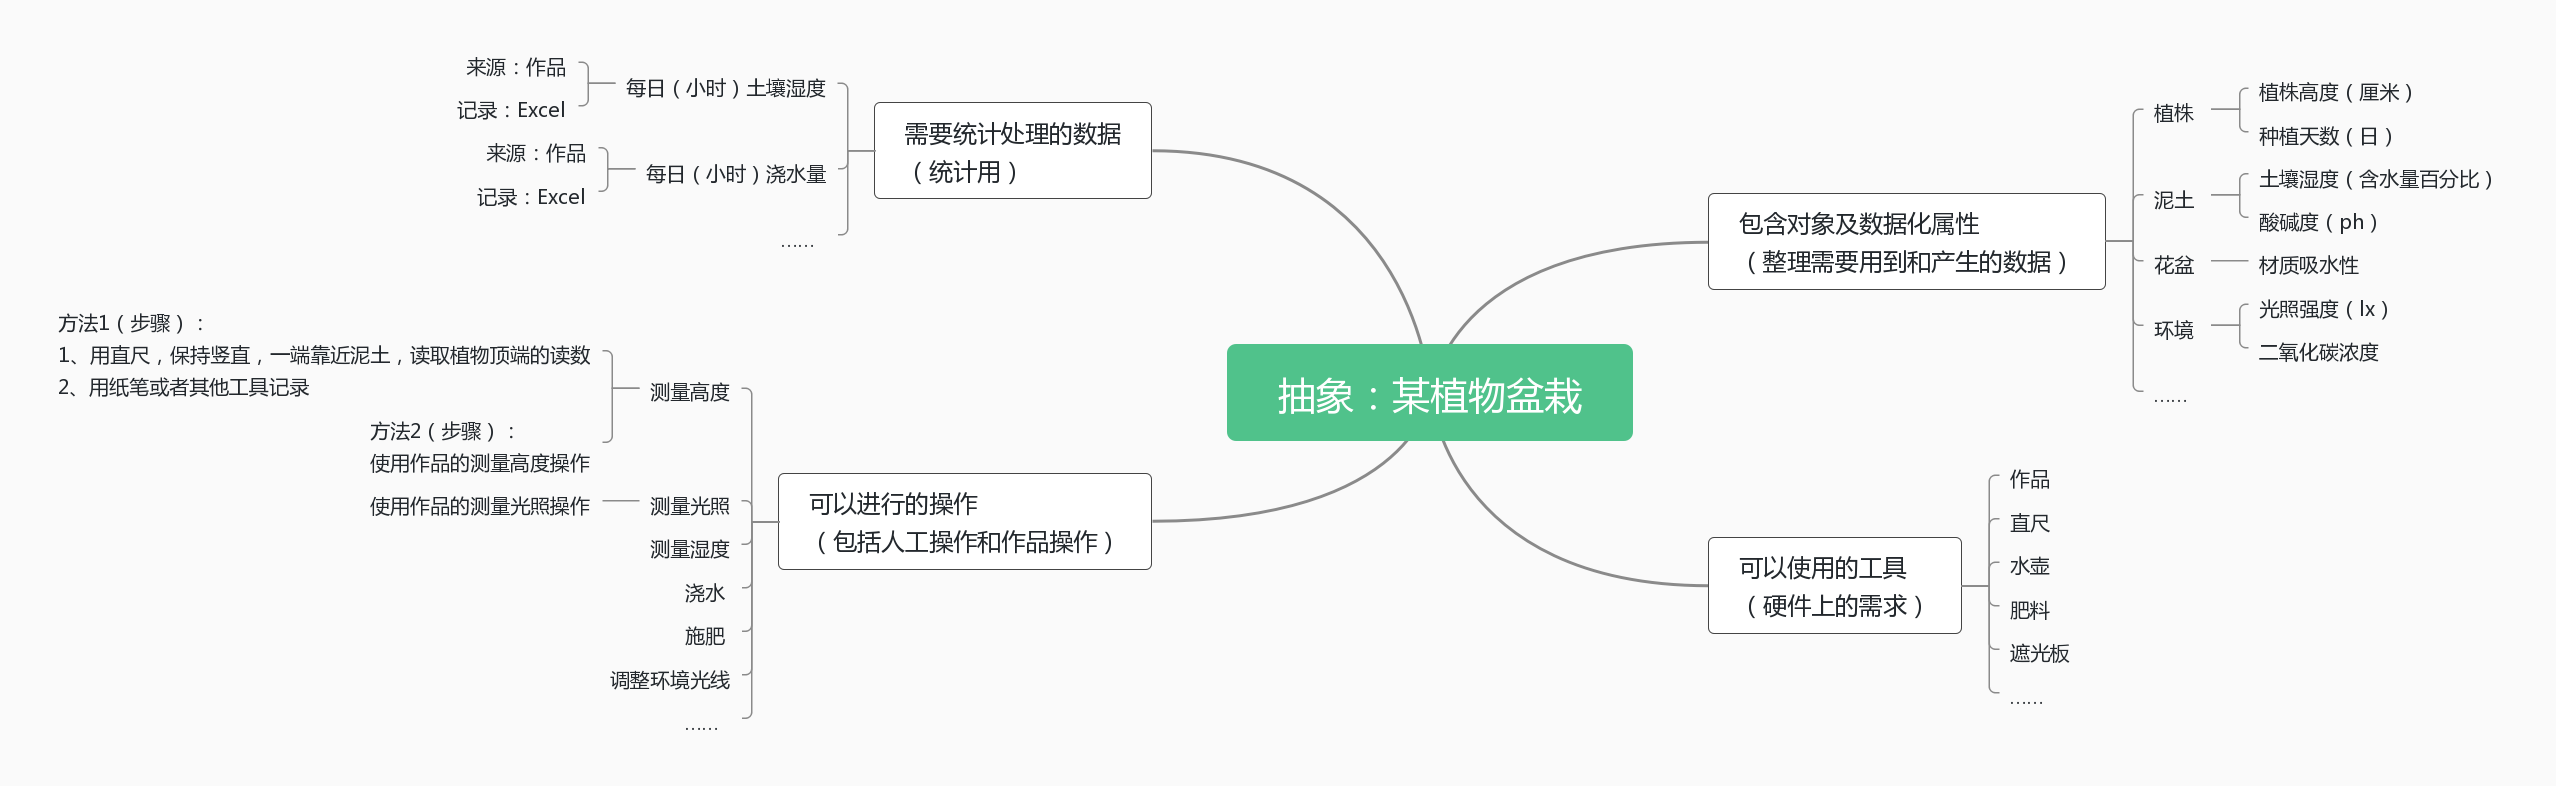 抽象：某植物盆栽
需要统计处理的数据
（统计用）
每日（小时）土壤湿度
来源：作品
记录：Excel
每日（小时）浇水量
来源：作品
记录：Excel
……
可以进行的操作
（包括人工操作和作品操作）
测量高度
方法1（步骤）：
1、用直尺，保持竖直，一端靠近泥土，读取植物顶端的读数
2、用纸笔或者其他工具记录
方法2（步骤）：
使用作品的测量高度操作
测量光照
使用作品的测量光照操作
测量湿度
浇水
施肥
调整环境光线
……
包含对象及数据化属性
（整理需要用到和产生的数据）
植株
植株高度（厘米）
种植天数（日）
泥土
土壤湿度（含水量百分比）
酸碱度（ph）
花盆
材质吸水性
环境
光照强度（lx）
二氧化碳浓度
……
可以使用的工具
（硬件上的需求）
作品
直尺
水壶
肥料
遮光板
……